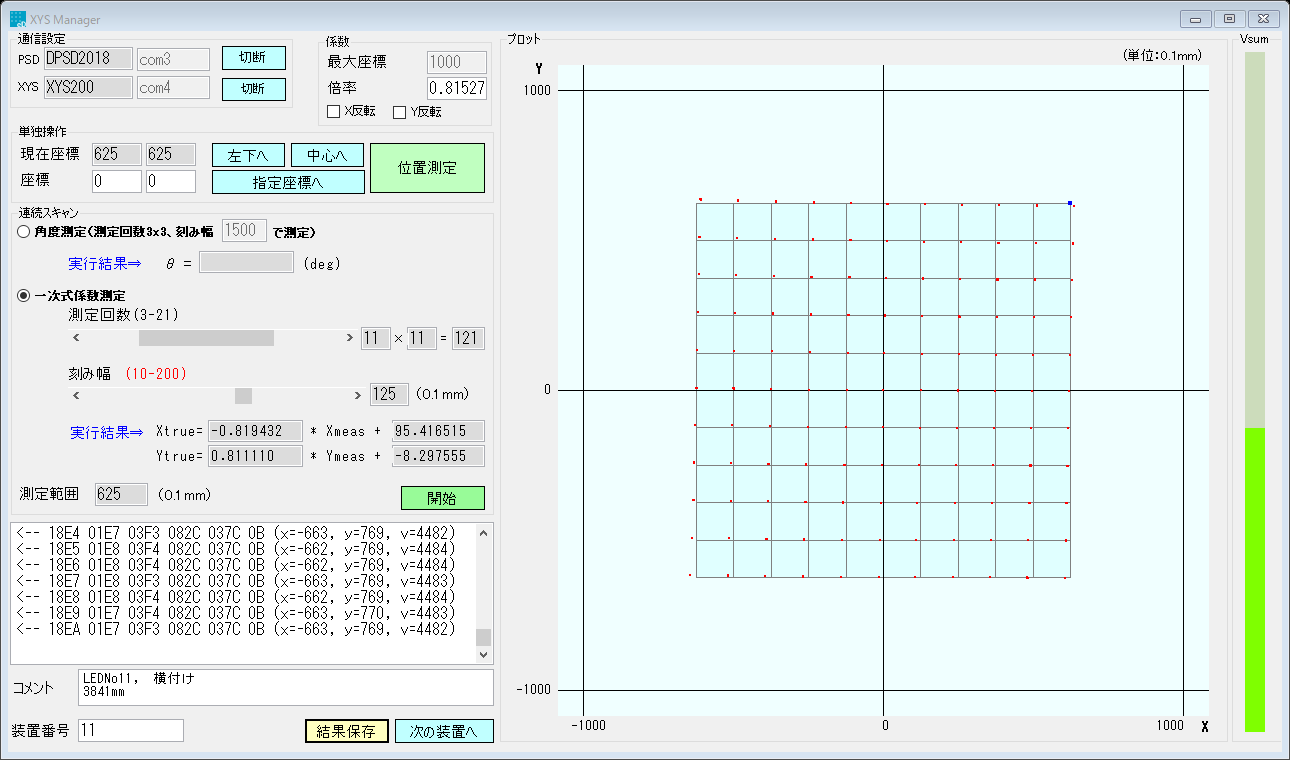 XYS Manager
通信設定
PSD DPSD2018 com3 切断
XYS XYS200 com4 切断
係数
最大座標 1000
倍率 0.81527
X反転 Y反転
単独操作
現在座標 625 625 左下へ 中心へ 位置測定
座標 0 0 指定座標へ
連続スキャン
角度測定(測定回数3x3、刻み幅 1500 で測定)
実行結果⇒ θ = (deg)
一次式係数測定
測定回数(3-21)
< > 11 × 11 = 121
刻み幅 (10-200)
< > 125 (0.1mm)
実行結果⇒ Xtrue= -0.819432 * Xmeas + 95.416515
Ytrue= 0.811110 * Ymeas + -8.297555
測定範囲 625 (0.1mm) 開始
<-- 18E4 01E7 03F3 082C 037C 0B (x=-663, y=769, v=4482)
<-- 18E5 01E8 03F4 082C 037C 0B (x=-662, y=769, v=4484)
<-- 18E6 01E8 03F4 082C 037C 0B (x=-662, y=769, v=4484)
<-- 18E7 01E8 03F3 082C 037C 0B (x=-663, y=769, v=4483)
<-- 18E8 01E8 03F4 082C 037C 0B (x=-662, y=769, v=4484)
<-- 18E9 01E7 03F4 082C 037C 0B (x=-663, y=770, v=4483)
<-- 18EA 01E7 03F3 082C 037C 0B (x=-663, y=769, v=4482)
コメント LEDNo11, 横付け
3841mm
装置番号 11 結果保存 次の装置へ
プロット
(単位:0.1mm)
Y
1000
0
-1000
-1000 0 1000 X
Vsum